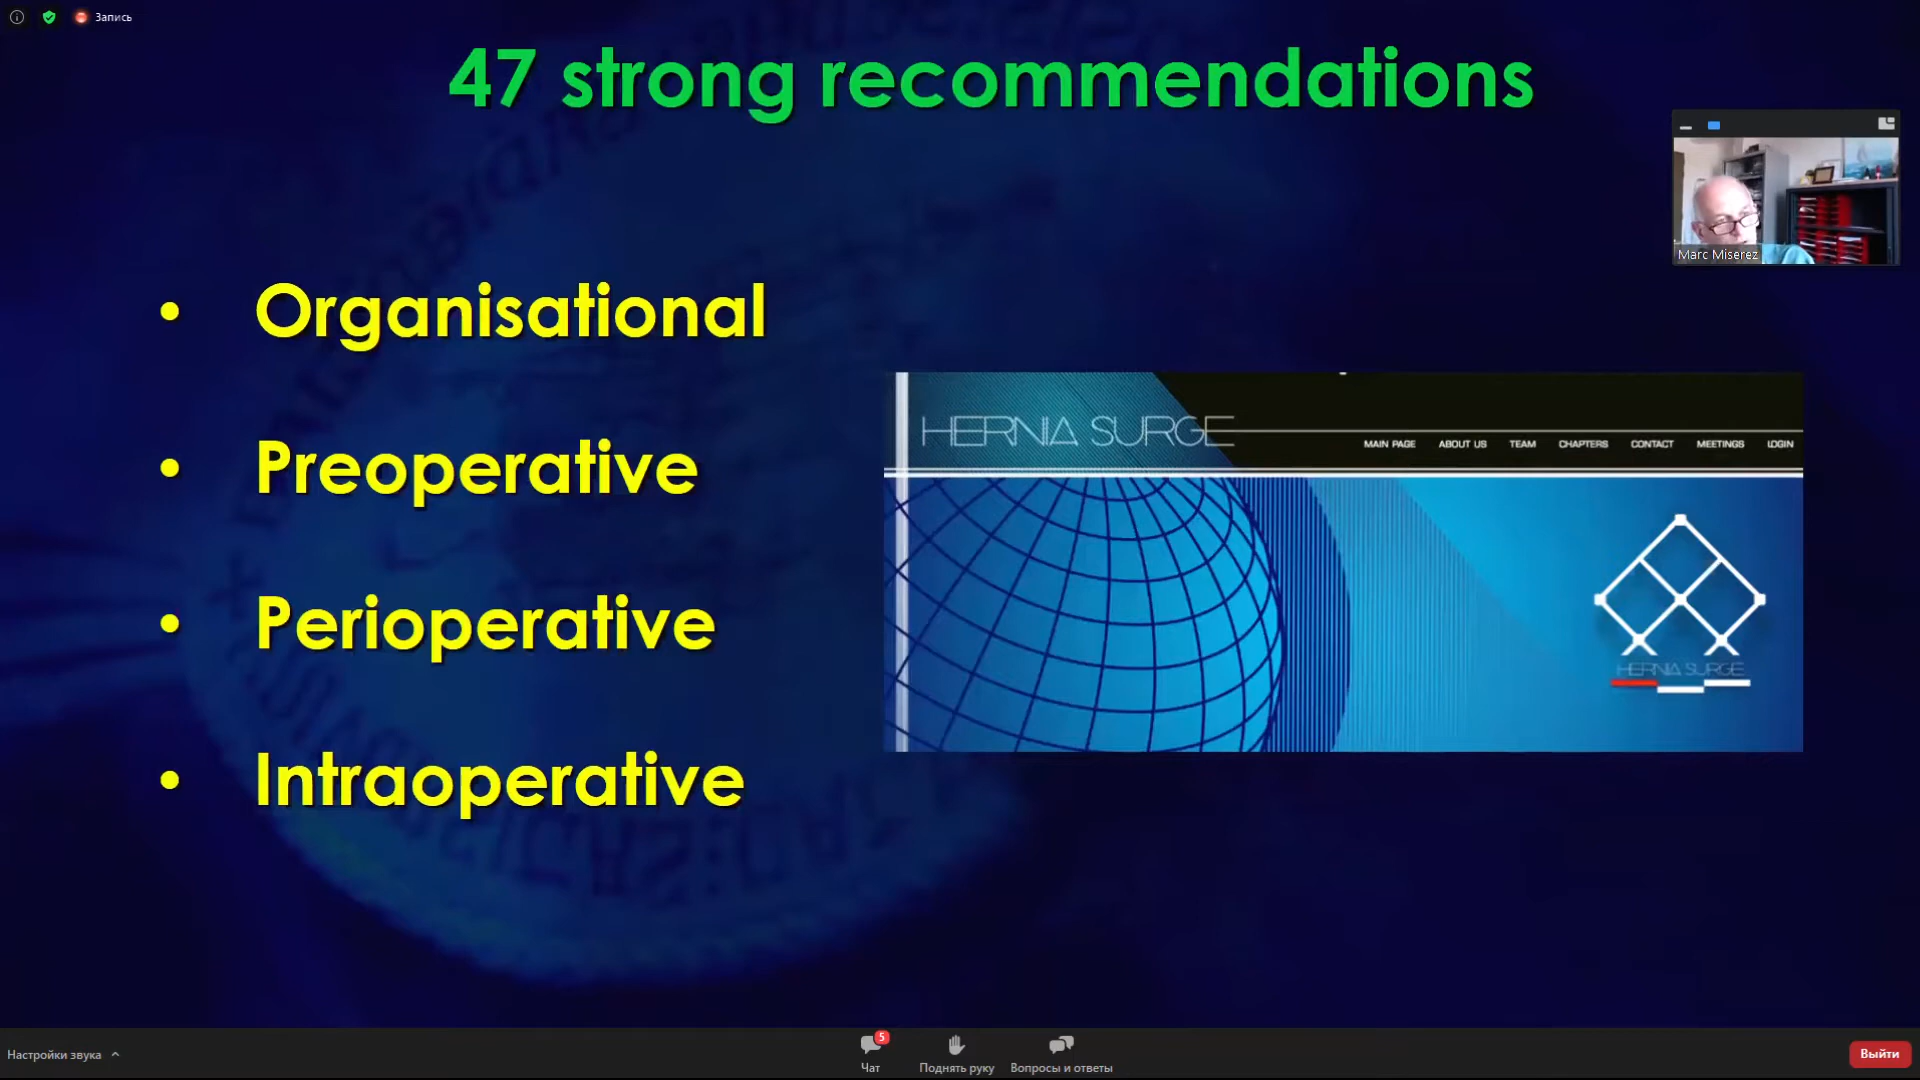 Запись
47 strong recommendations
Marc Miserez
• Organisational
• Preoperative
• Perioperative
• Intraoperative
HERNIA SURGE
MAIN PAGE ABOUT US TEAM CHAPTERS CONTACT MEETINGS LOGIN
HERNIA SURGE
Настройки звука
5
Чат
Поднять руку
Вопросы и ответы
Выйти